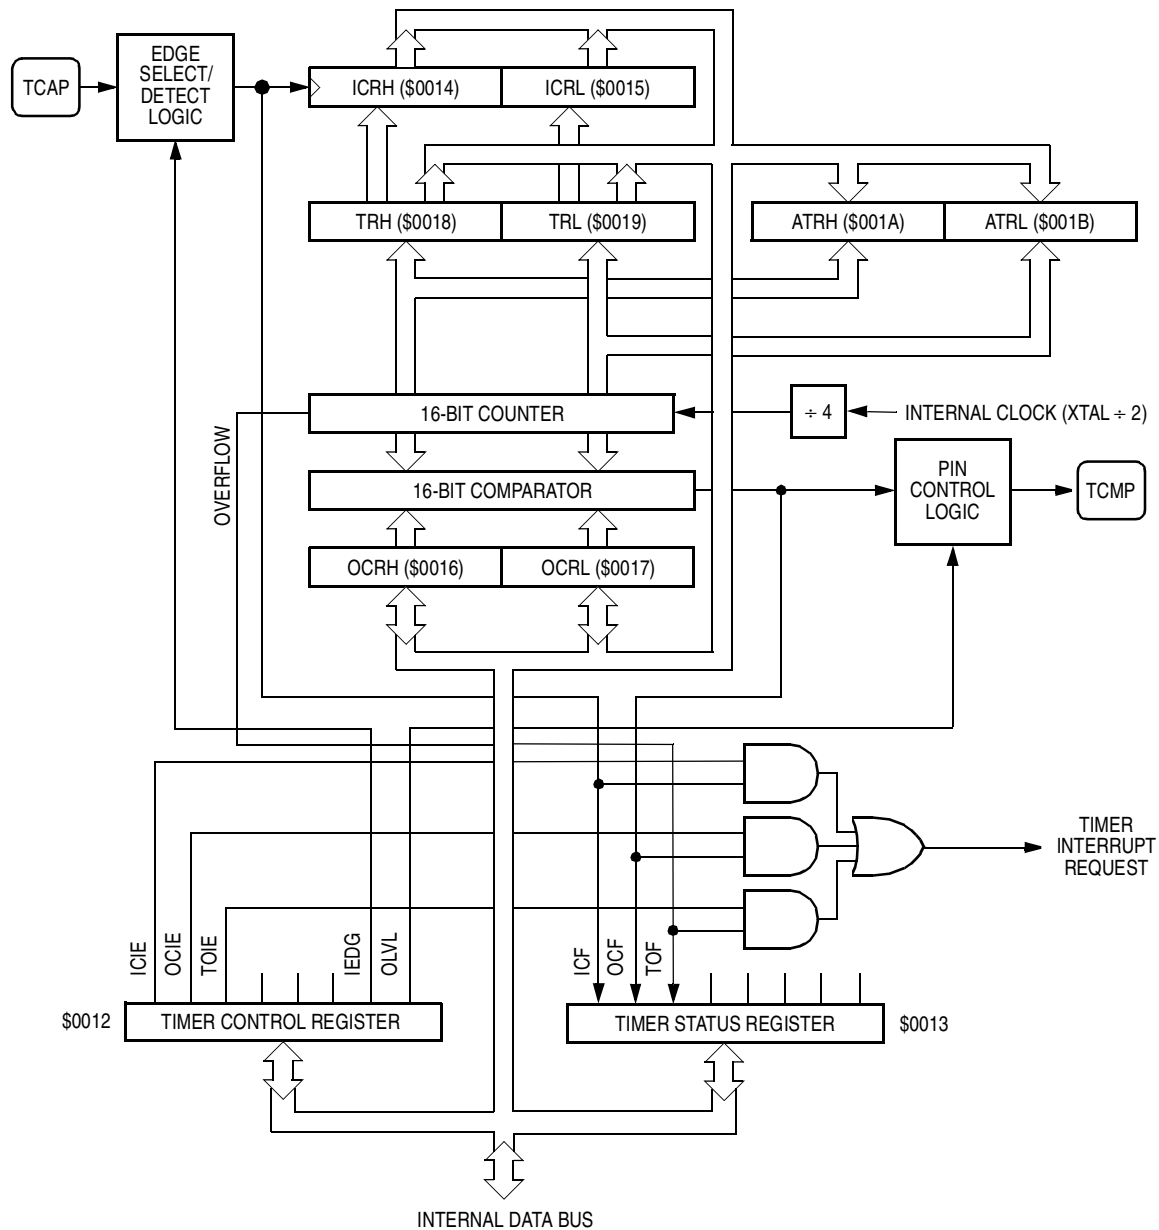 TCAP
EDGE
SELECT/
DETECT
LOGIC
ICRH ($0014)
ICRL ($0015)
TRH ($0018)
TRL ($0019)
ATRH ($001A)
ATRL ($001B)
16-BIT COUNTER
÷ 4
INTERNAL CLOCK (XTAL ÷ 2)
OVERFLOW
16-BIT COMPARATOR
PIN
CONTROL
LOGIC
TCMP
OCRH ($0016)
OCRL ($0017)
TIMER
INTERRUPT
REQUEST
ICIE
OCIE
TOIE
IEDG
OLVL
ICF
OCF
TOF
$0012
TIMER CONTROL REGISTER
TIMER STATUS REGISTER
$0013
INTERNAL DATA BUS